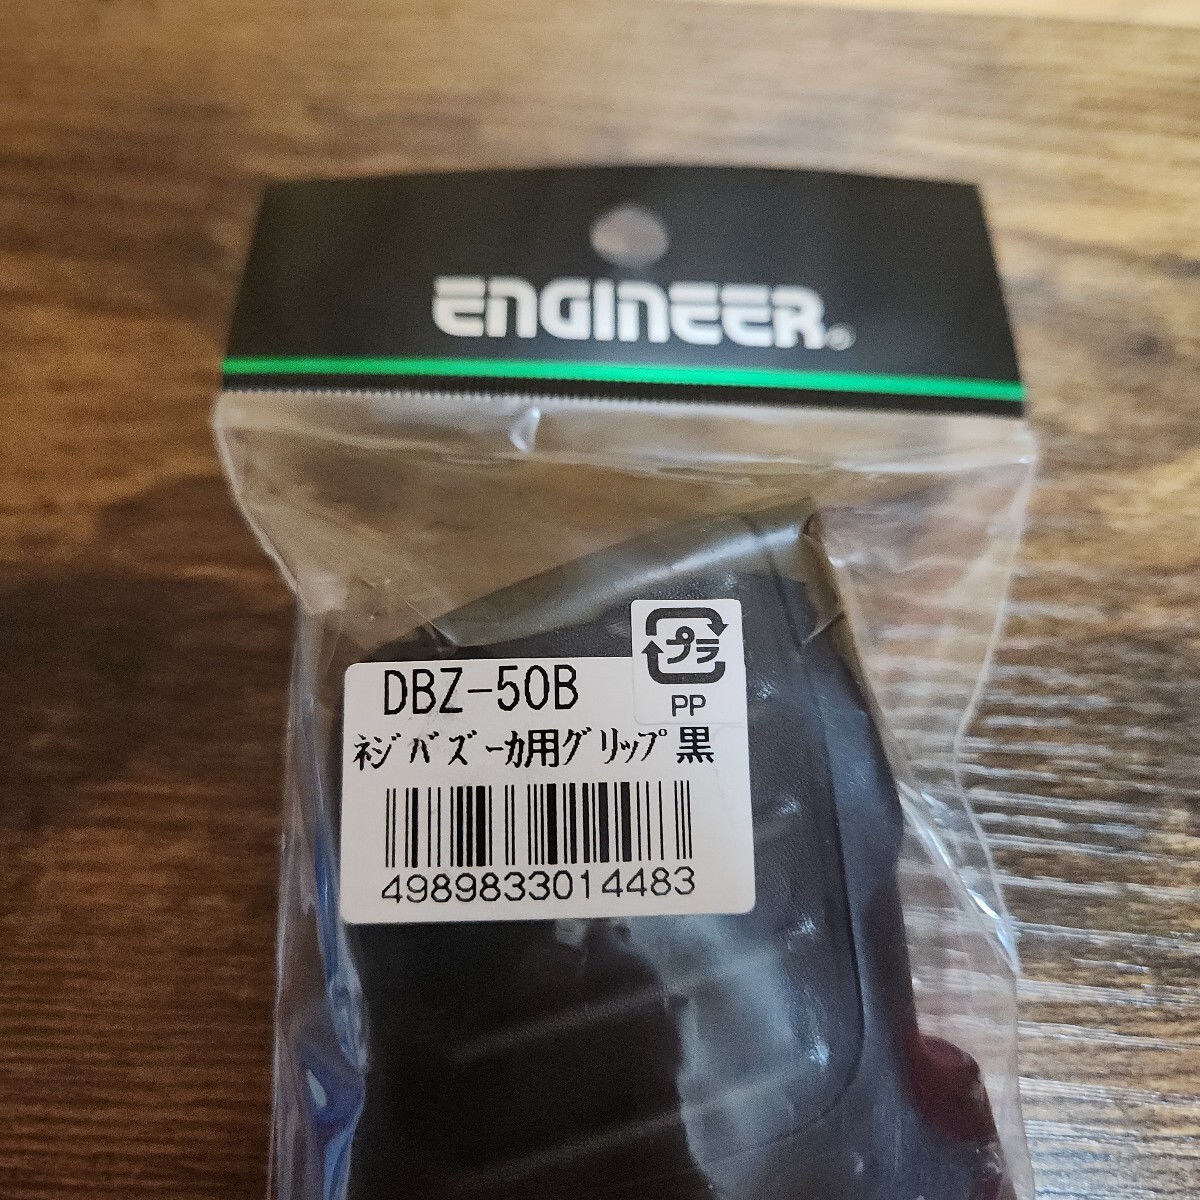 ENGINEER®
プラ
PP
DBZ-50B
ﾈｼﾞﾊﾞｽﾞｰｶ用ｸﾞﾘｯﾌﾟ黒
4989833014483